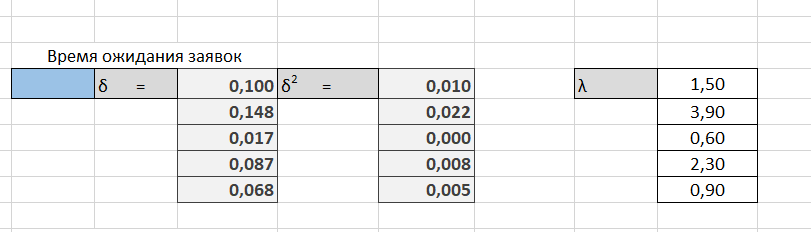 Время ожидания заявок
δ = 0,100 δ² = 0,010 λ 1,50
0,148 0,022 3,90
0,017 0,000 0,60
0,087 0,008 2,30
0,068 0,005 0,90